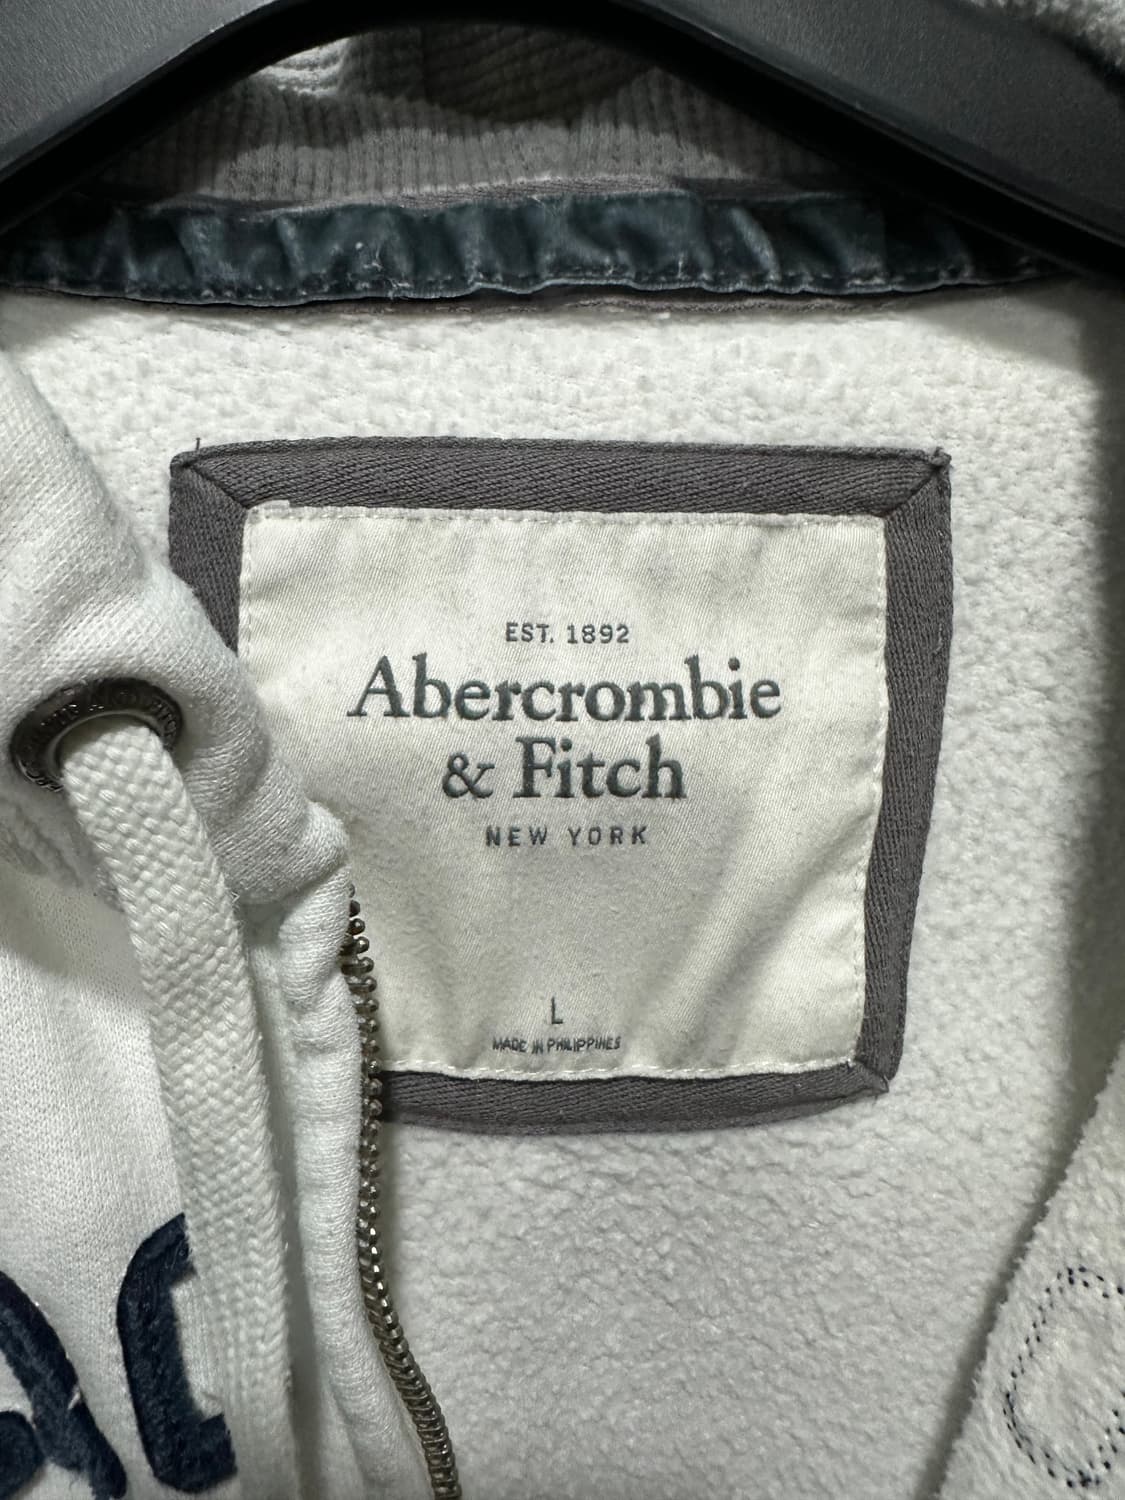 EST. 1892
Abercrombie
& Fitch
NEW YORK
L
MADE IN PHILIPPINES